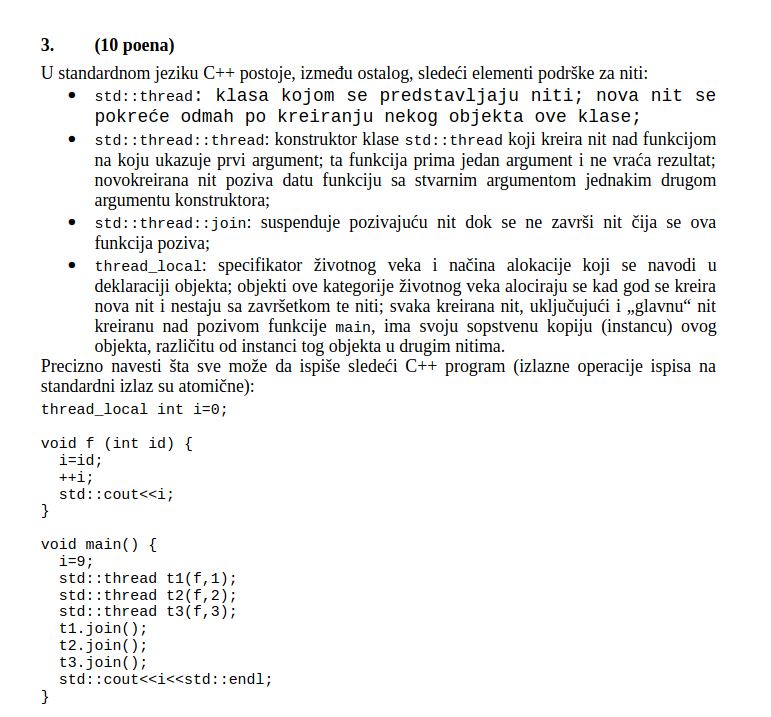 3. (10 poena)
U standardnom jeziku C++ postoje, između ostalog, sledeći elementi podrške za niti:
• std::thread: klasa kojom se predstavljaju niti; nova nit se
pokreće odmah po kreiranju nekog objekta ove klase;
• std::thread::thread: konstruktor klase std::thread koji kreira nit nad funkcijom
na koju ukazuje prvi argument; ta funkcija prima jedan argument i ne vraća rezultat;
novokreirana nit poziva datu funkciju sa stvarnim argumentom jednakim drugom
argumentu konstruktora;
• std::thread::join: suspenduje pozivajuću nit dok se ne završi nit čija se ova
funkcija poziva;
• thread_local: specifikator životnog veka i načina alokacije koji se navodi u
deklaraciji objekta; objekti ove kategorije životnog veka alociraju se kad god se kreira
nova nit i nestaju sa završetkom te niti; svaka kreirana nit, uključujući i „glavnu“ nit
kreiranu nad pozivom funkcije main, ima svoju sopstvenu kopiju (instancu) ovog
objekta, različitu od instanci tog objekta u drugim nitima.
Precizno navesti šta sve može da ispiše sledeći C++ program (izlazne operacije ispisa na
standardni izlaz su atomične):
thread_local int i=0;
void f (int id) {
i=id;
++i;
std::cout<<i;
}
void main() {
i=9;
std::thread t1(f,1);
std::thread t2(f,2);
std::thread t3(f,3);
t1.join();
t2.join();
t3.join();
std::cout<<i<<std::endl;
}